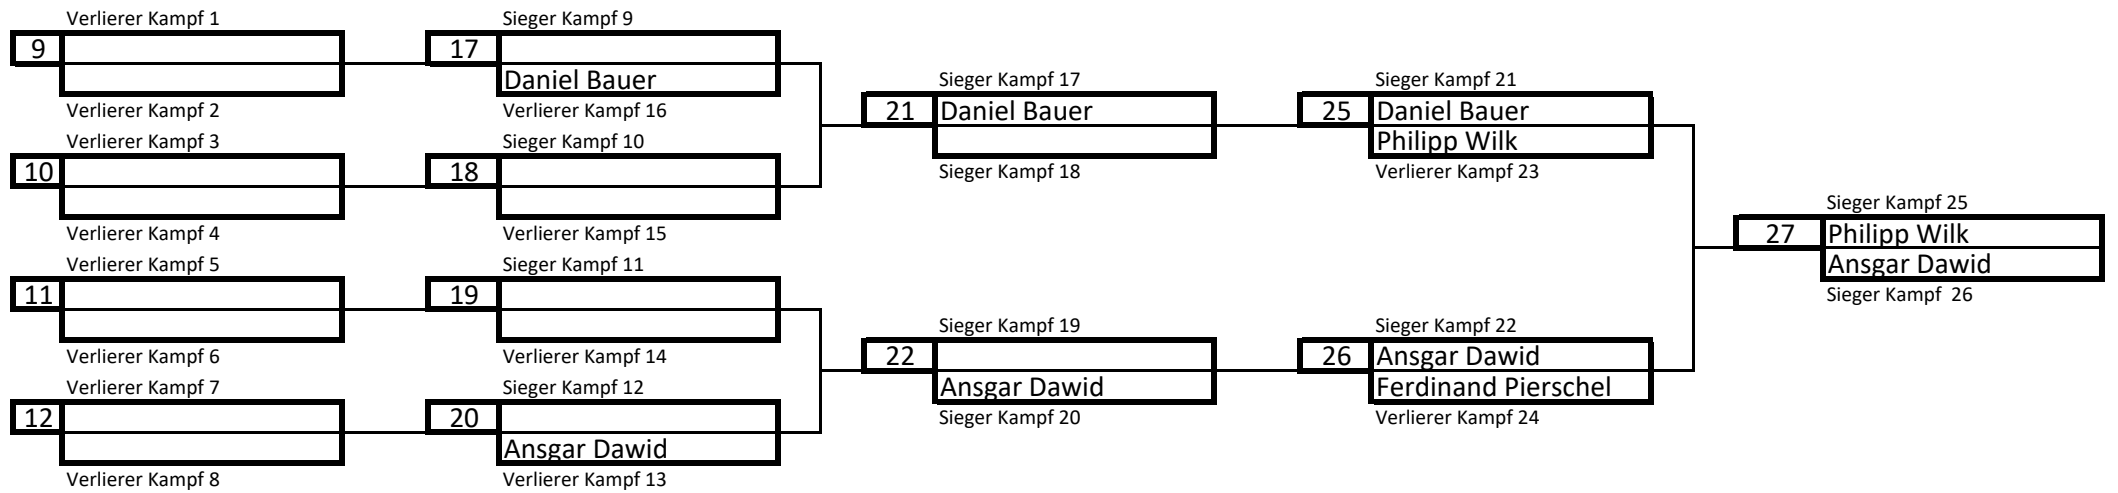 Verlierer Kampf 1
9
Verlierer Kampf 2
Verlierer Kampf 3
10
Verlierer Kampf 4
Verlierer Kampf 5
11
Verlierer Kampf 6
Verlierer Kampf 7
12
Verlierer Kampf 8
Sieger Kampf 9
17
Daniel Bauer
Verlierer Kampf 16
Sieger Kampf 10
18
Verlierer Kampf 15
Sieger Kampf 11
19
Verlierer Kampf 14
Sieger Kampf 12
20
Ansgar Dawid
Verlierer Kampf 13
Sieger Kampf 17
21 Daniel Bauer
Sieger Kampf 18
Sieger Kampf 19
22
Ansgar Dawid
Sieger Kampf 20
Sieger Kampf 21
25 Daniel Bauer
Philipp Wilk
Verlierer Kampf 23
Sieger Kampf 22
26 Ansgar Dawid
Ferdinand Pierschel
Verlierer Kampf 24
Sieger Kampf 25
27 Philipp Wilk
Ansgar Dawid
Sieger Kampf 26